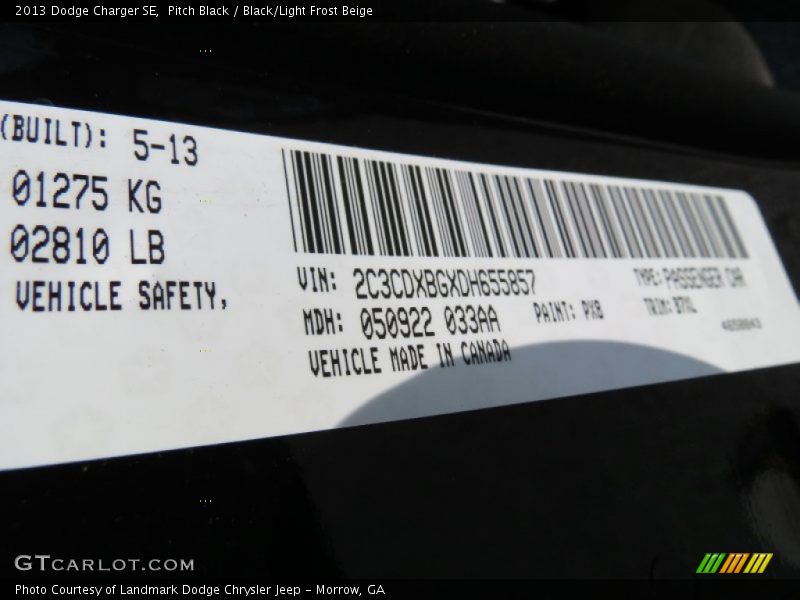 2013 Dodge Charger SE,  Pitch Black / Black/Light Frost Beige
(BUILT): 5-13
01275 KG
02810 LB
VEHICLE SAFETY,
VIN: 2C3CDXBGXDH655857
TYPE: PASSENGER CAR
MDH: 050922 033AA
PAINT: PX8
TRIM:
VEHICLE MADE IN CANADA
GTCARLOT.COM
Photo Courtesy of Landmark Dodge Chrysler Jeep – Morrow, GA